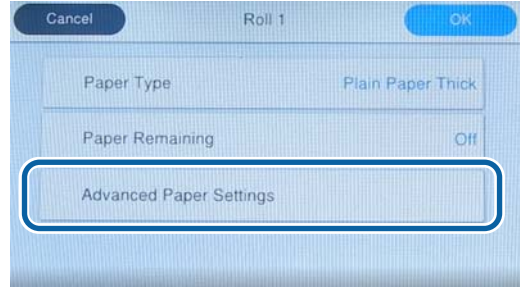 Cancel Roll 1 OK
Paper Type Plain Paper Thick
Paper Remaining Off
Advanced Paper Settings